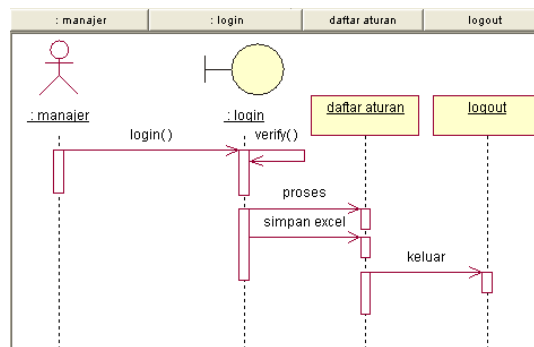 : manajer : login daftar aturan logout
: manajer : login daftar aturan logout
login( ) verify( )
proses
simpan excel
keluar